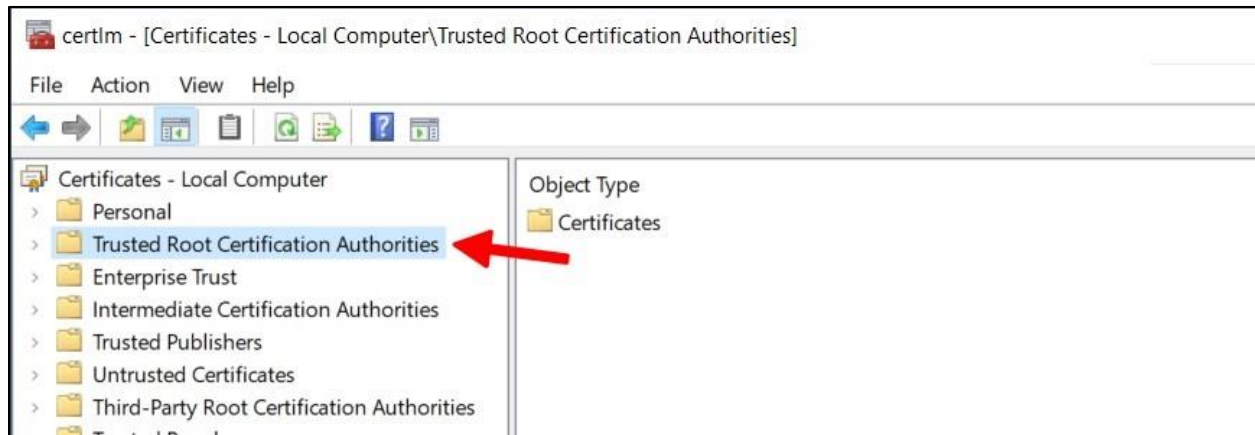 certlm - [Certificates - Local Computer\Trusted Root Certification Authorities]
File Action View Help
Certificates - Local Computer
Personal
Trusted Root Certification Authorities
Enterprise Trust
Intermediate Certification Authorities
Trusted Publishers
Untrusted Certificates
Third-Party Root Certification Authorities
Object Type
Certificates